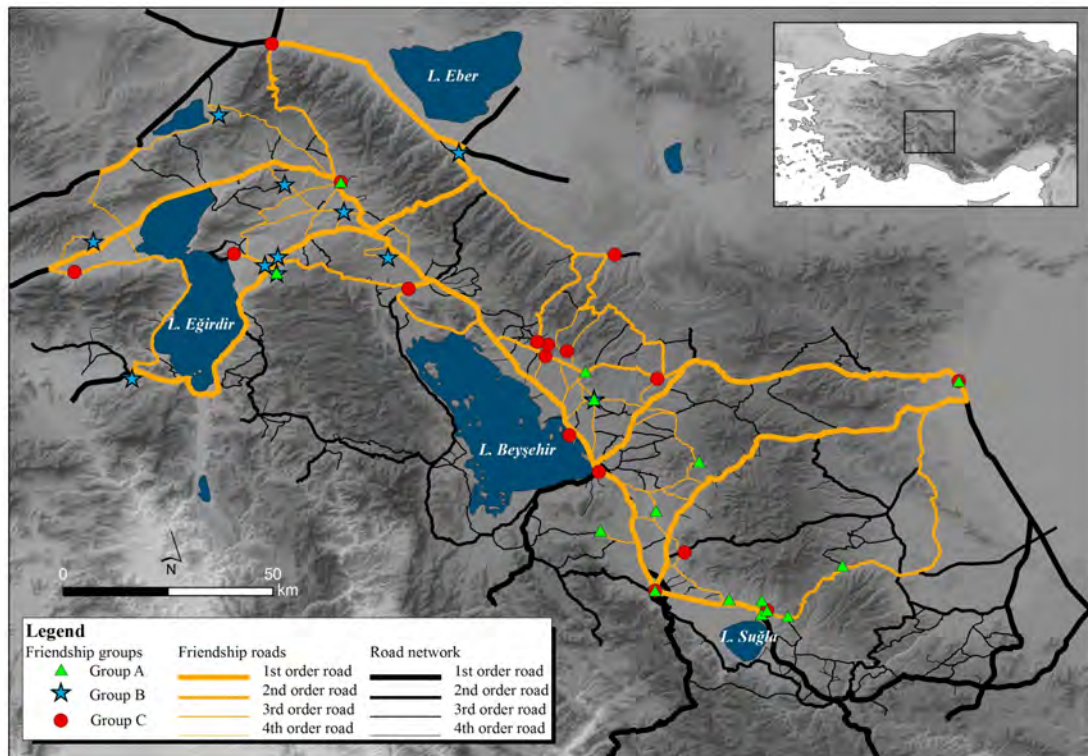 L. Eber
L. Eğirdir
L. Beyşehir
L. Suğla
N
0
50
km
Legend
Friendship groups
Group A
Group B
Group C
Friendship roads
1st order road
2nd order road
3rd order road
4th order road
Road network
1st order road
2nd order road
3rd order road
4th order road